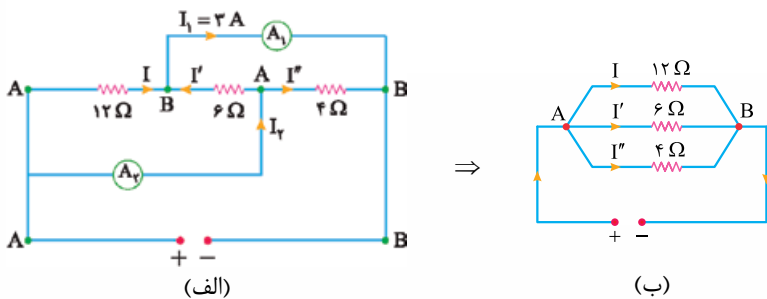 I₁ = ۳ A
A₁
A I B I′ A I″ B
۱۲ Ω ۶ Ω ۴ Ω
I₂
A₂
A + − B
(الف)
⇒
I ۱۲ Ω
A I′ ۶ Ω B
I″ ۴ Ω
+ −
(ب)